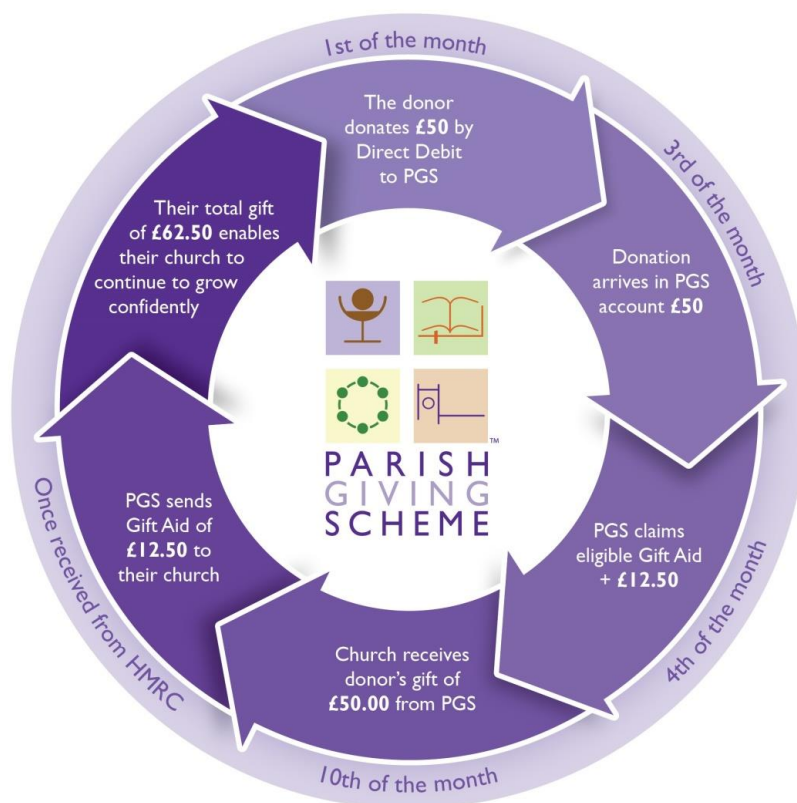 1st of the month
The donor
donates £50 by
Direct Debit
to PGS
3rd of the month
Donation
arrives in PGS
account £50
4th of the month
PGS claims
eligible Gift Aid
+ £12.50
10th of the month
Church receives
donor's gift of
£50.00 from PGS
Once received from HMRC
PGS sends
Gift Aid of
£12.50 to
their church
Their total gift
of £62.50 enables
their church to
continue to grow
confidently
PARISH
GIVING
SCHEME
™